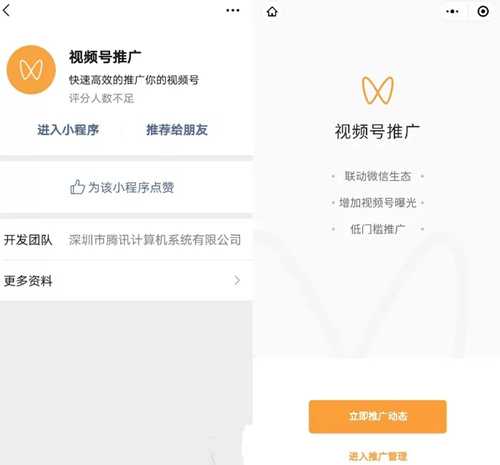 视频号推广
快速高效的推广你的视频号
评分人数不足
进入小程序
推荐给朋友
为该小程序点赞
开发团队 深圳市腾讯计算机系统有限公司
更多资料
视频号推广
联动微信生态
增加视频号曝光
低门槛推广
立即推广动态
进入推广管理